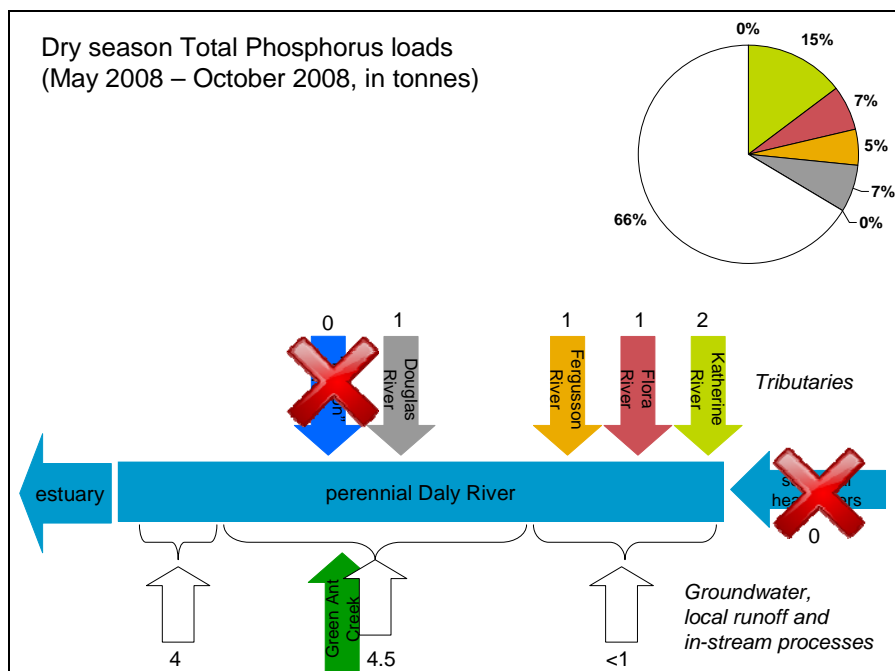 Dry season Total Phosphorus loads
(May 2008 – October 2008, in tonnes)
0%
15%
7%
5%
7%
0%
66%
0
1
1
1
2
Douglas
River
Fergusson
River
Flora
River
Katherine
River
Tributaries
estuary
perennial Daly River
0
Green Ant
Creek
4
4.5
<1
Groundwater,
local runoff and
in-stream processes